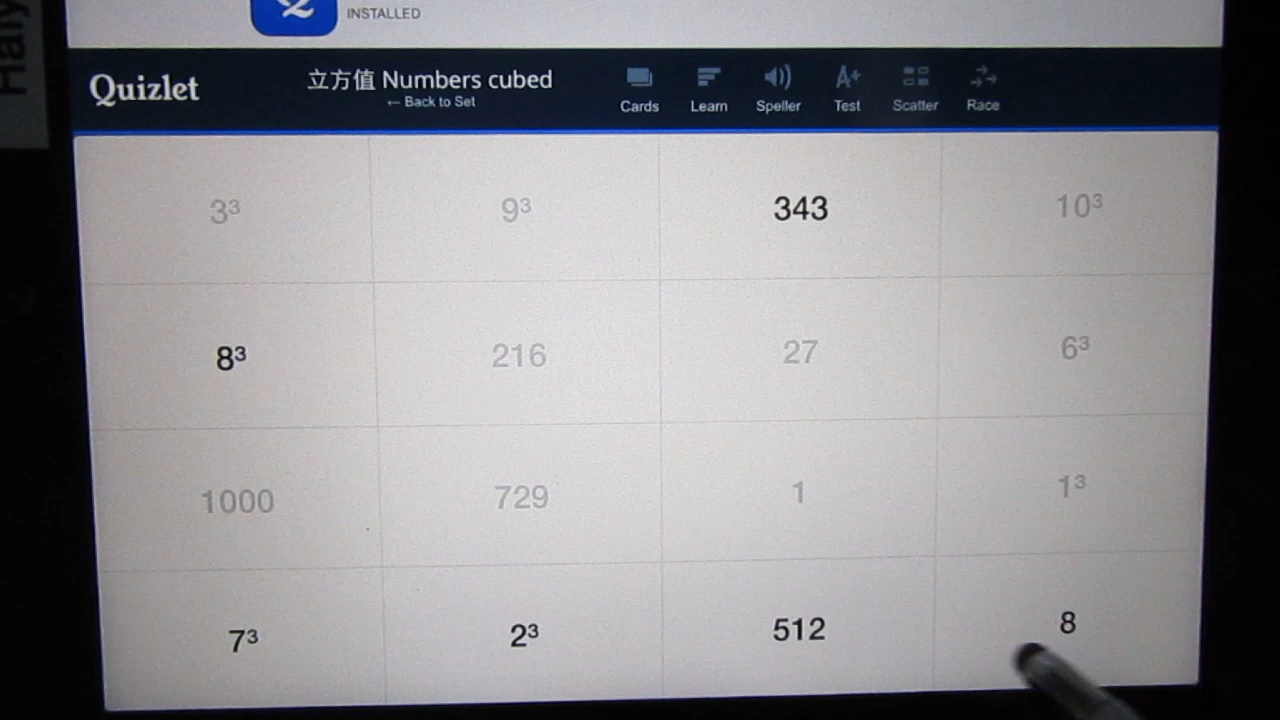 INSTALLED
Quizlet
立方值 Numbers cubed
← Back to Set
Cards Learn Speller Test Scatter Race
3³ 9³ 343 10³
8³ 216 27 6³
1000 729 1 1³
7³ 2³ 512 8